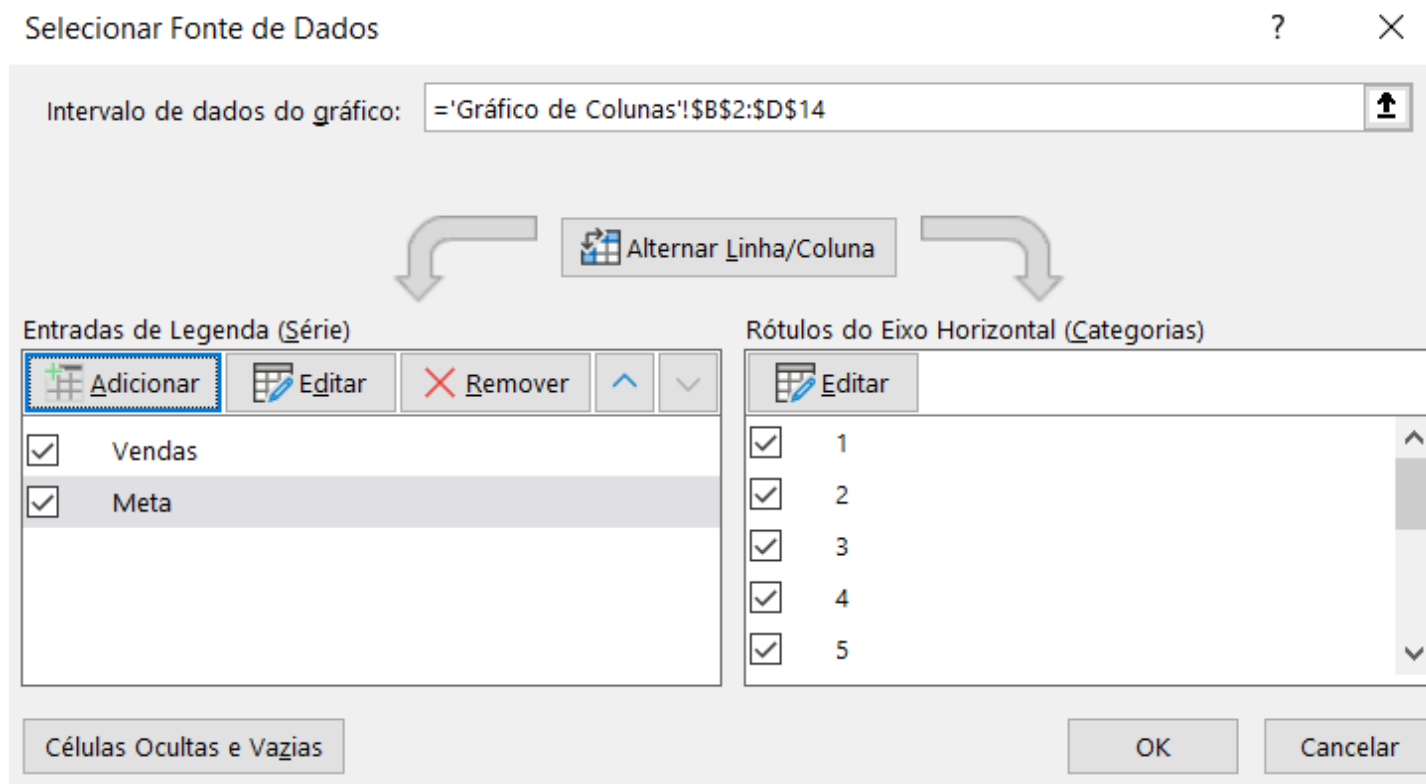 Selecionar Fonte de Dados ?
Intervalo de dados do gráfico: ='Gráfico de Colunas'!$B$2:$D$14
Alternar Linha/Coluna
Entradas de Legenda (Série)
Adicionar Editar Remover
Vendas
Meta
Rótulos do Eixo Horizontal (Categorias)
Editar
1
2
3
4
5
Células Ocultas e Vazias
OK Cancelar